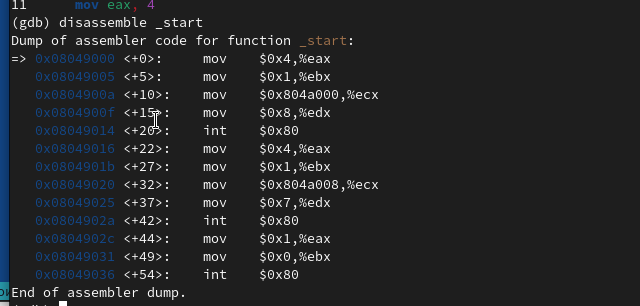 11      mov eax, 4
(gdb) disassemble _start
Dump of assembler code for function _start:
=> 0x08049000 <+0>:     mov    $0x4,%eax
   0x08049005 <+5>:     mov    $0x1,%ebx
   0x0804900a <+10>:    mov    $0x804a000,%ecx
   0x0804900f <+15>:    mov    $0x8,%edx
   0x08049014 <+20>:    int    $0x80
   0x08049016 <+22>:    mov    $0x4,%eax
   0x0804901b <+27>:    mov    $0x1,%ebx
   0x08049020 <+32>:    mov    $0x804a008,%ecx
   0x08049025 <+37>:    mov    $0x7,%edx
   0x0804902a <+42>:    int    $0x80
   0x0804902c <+44>:    mov    $0x1,%eax
   0x08049031 <+49>:    mov    $0x0,%ebx
   0x08049036 <+54>:    int    $0x80
End of assembler dump.